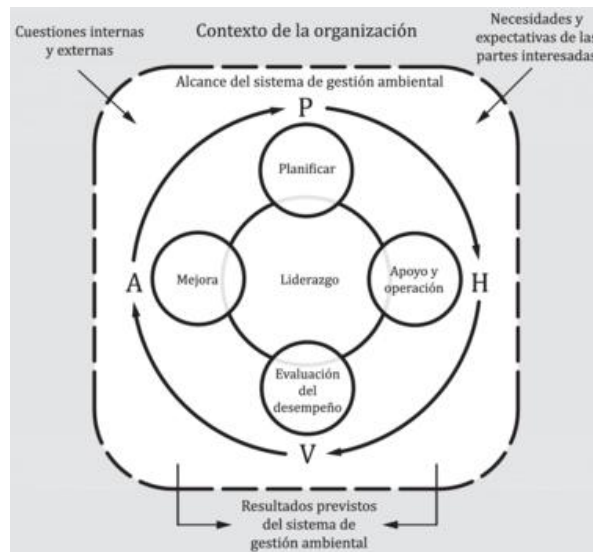 Cuestiones internas
y externas
Contexto de la organización
Necesidades y
expectativas de las
partes interesadas
Alcance del sistema de gestión ambiental
P
Planificar
A
Mejora
Liderazgo
Apoyo y
operación
H
Evaluación del
desempeño
V
Resultados previstos
del sistema de
gestión ambiental